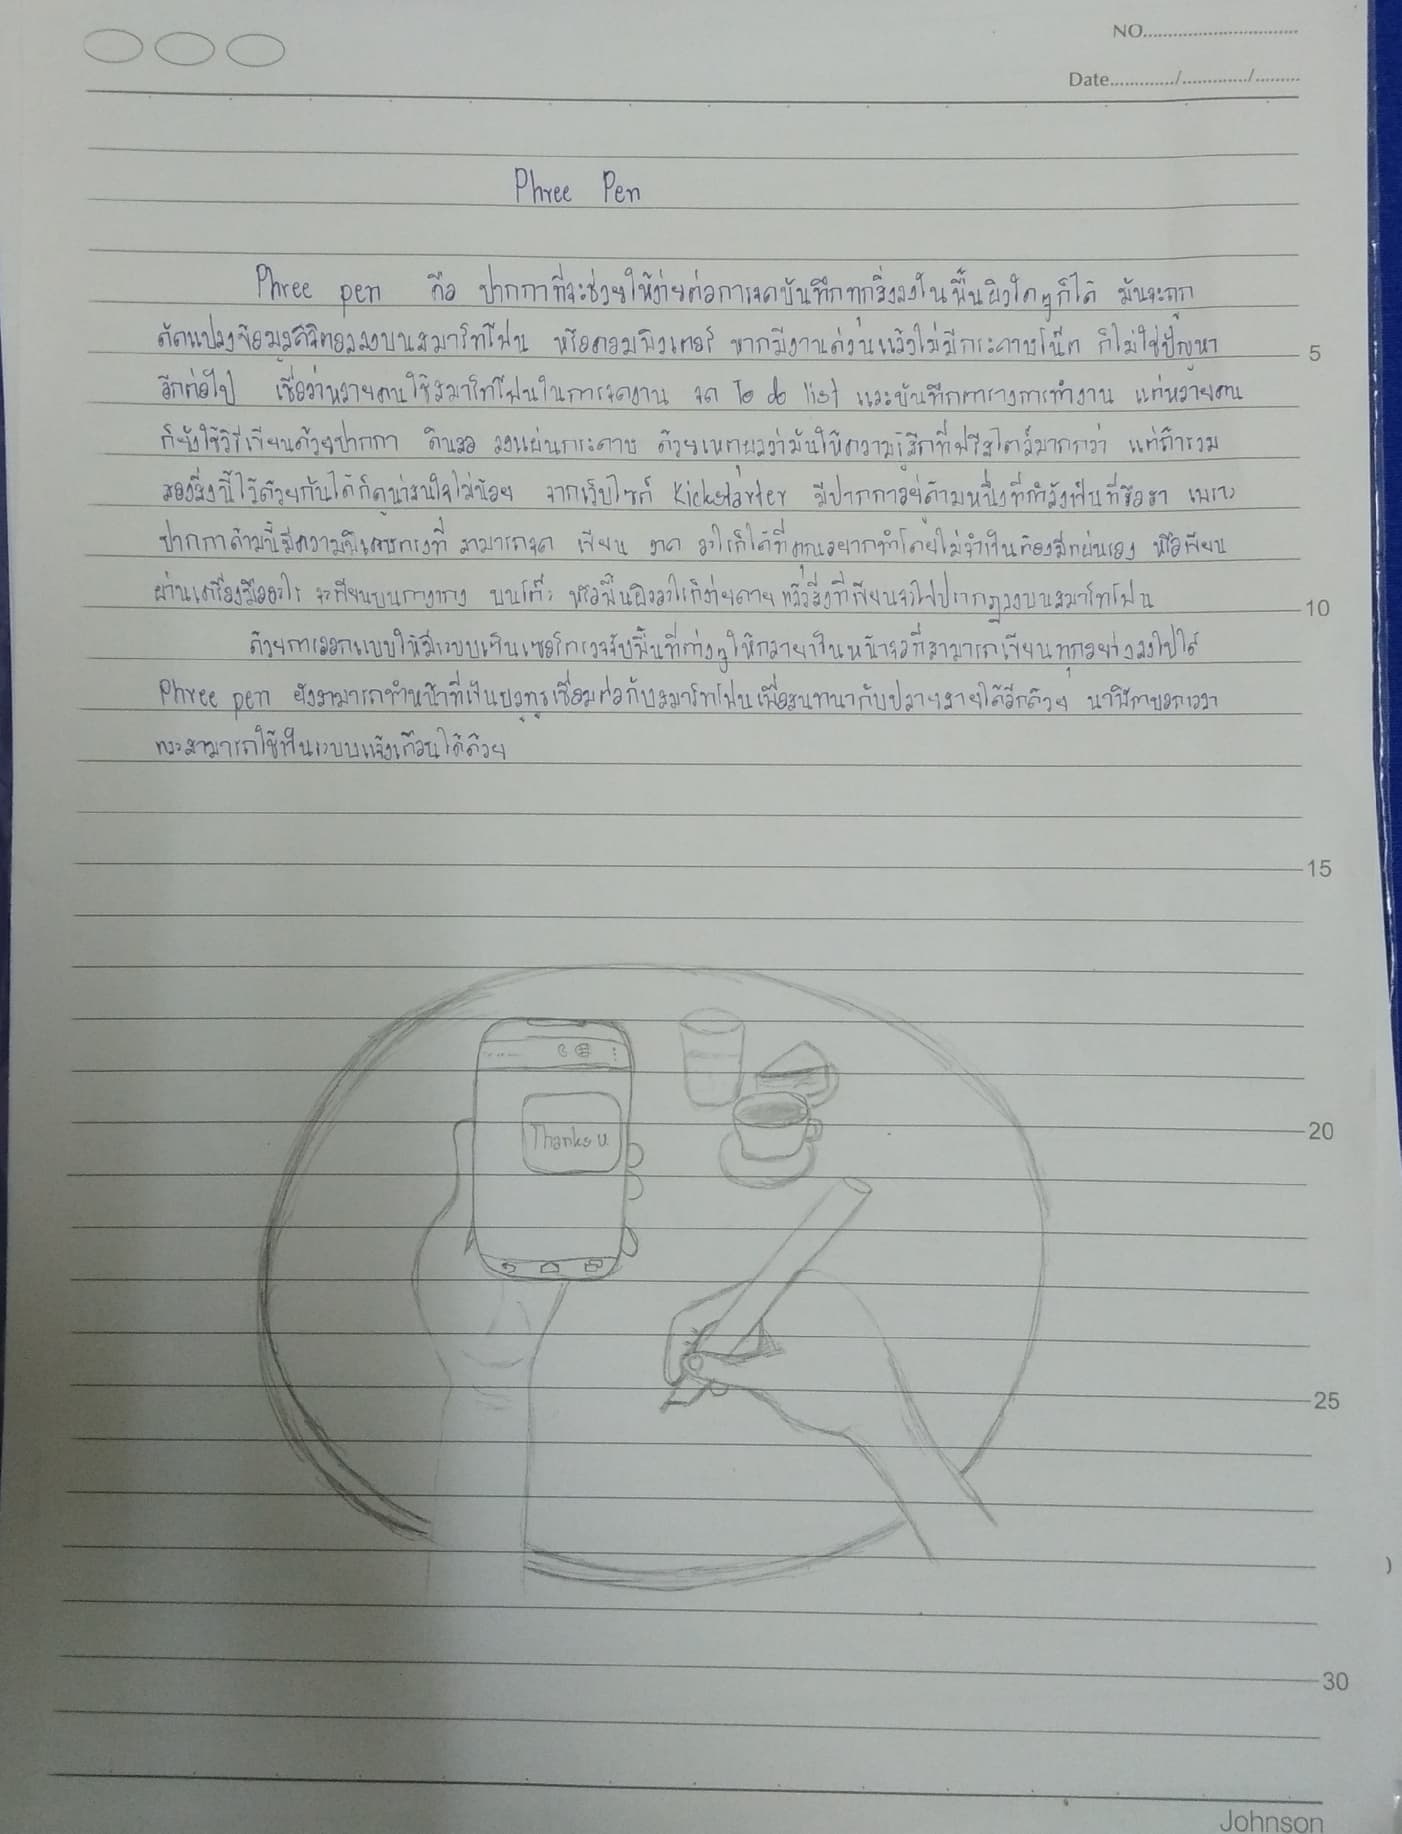 NO..............................
Date............./............./.........
Phree Pen
Phree pen คือ ปากกาที่จะช่วยให้ง่ายต่อการจดบันทึกทุกสิ่งลงในพื้นผิวใดๆก็ได้ มันจะถูก
ดัดแปลงข้อมูลดิจิตอลลงบนสมาร์ทโฟน หรือคอมพิวเตอร์ หากมีงานด่วนแล้วไม่มีกระดาษโน๊ต ก็ไม่ใช่ปัญหา
5
อีกต่อไป เชื่อว่าหลายคนใช้สมาร์ทโฟนในการจดงาน จด To do list และบันทึกตารางการทำงาน แต่หลายคน
ก็ยังใช้วิธีเขียนด้วยปากกา ดินสอ ลงแผ่นกระดาษ ด้วยเหตุผลว่ามันให้ความรู้สึกที่ฟรีสไตล์มากกว่า แต่ถ้ารวม
สองสิ่งนี้ไว้ด้วยกันได้ก็ดูน่าสนใจไม่น้อย จากเว็บไซต์ Kickstarter มีปากกาอยู่ด้ามหนึ่งที่กำลังเป็นที่ฮือฮา เพราะ
ปากกาด้ามนี้มีความพิเศษตรงที่ สามารถจด เขียน วาด อะไรก็ได้ที่คุณอยากทำโดยไม่จำเป็นต้องมีแผ่นรอง หรือเขียน
ผ่านเครื่องมืออะไร จะเขียนบนกางเกง บนโต๊ะ หรือพื้นผิวอะไรก็ง่ายดาย แล้วสิ่งที่เขียนจะไปปรากฏลงบนสมาร์ทโฟน
10
ด้วยการออกแบบให้มีระบบเซ็นเซอร์ตรวจจับพื้นที่ต่างๆให้กลายเป็นหน้าจอที่สามารถเขียนทุกอย่างลงไปได้
Phree pen ยังสามารถทำหน้าที่เป็นบลูทูธเชื่อมต่อกับสมาร์ทโฟนเพื่อสนทนากับปลายสายได้อีกด้วย นาฬิกาบอกเวลา
และสามารถใช้เป็นระบบแจ้งเตือนได้ด้วย
15
Thanks u
20
25
30
Johnson